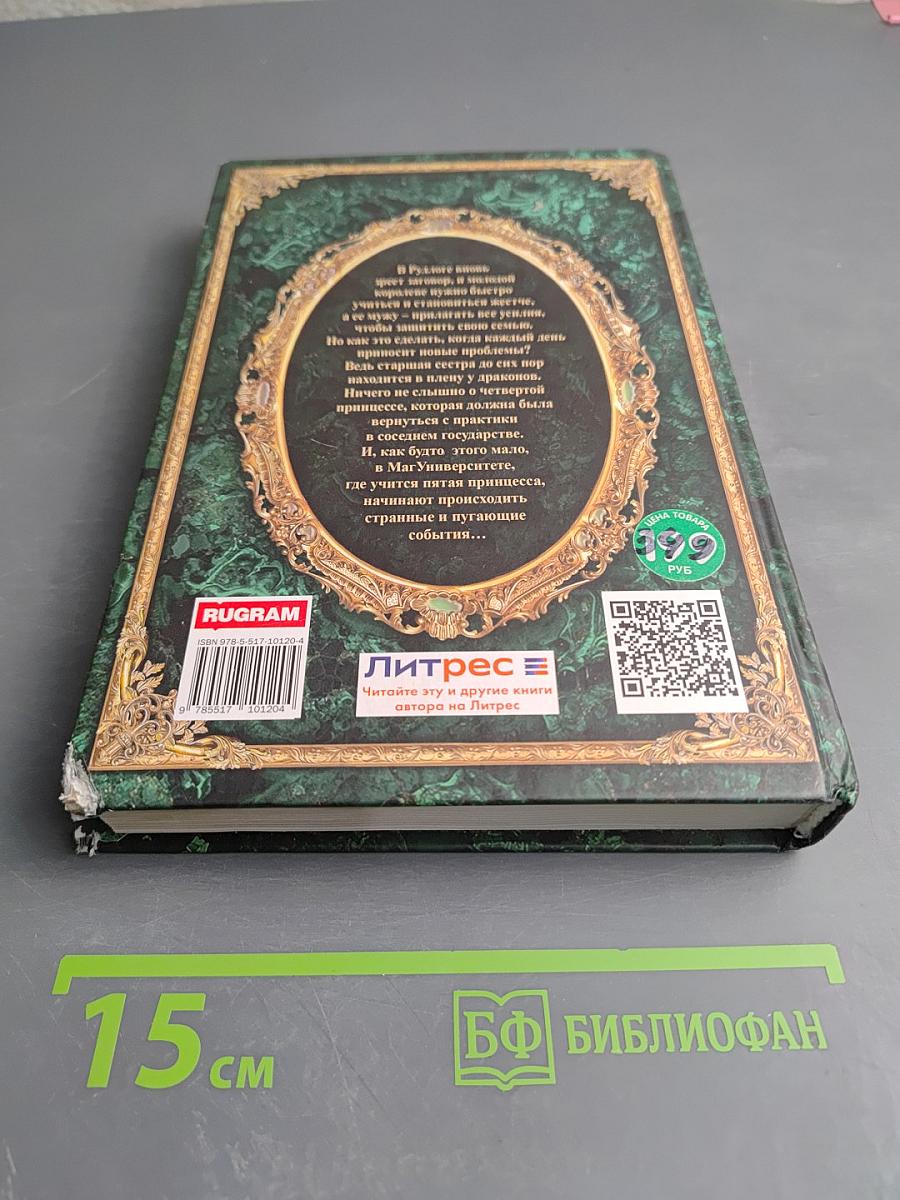 В Рудлоге вновь
зреет заговор, и молодой
королеве нужно быстро
учиться и становиться жестче,
а ее мужу – прилагать все усилия,
чтобы защитить свою семью.
Но как это сделать, когда каждый день
приносит новые проблемы?
Ведь старшая сестра до сих пор
находится в плену у драконов.
Ничего не слышно о четвертой
принцессе, которая должна была
вернуться с практики
в соседнем государстве.
И, как будто этого мало,
в МагУниверситете,
где учится пятая принцесса,
начинают происходить
странные и пугающие
события…
ЦЕНА ТОВАРА
399
РУБ
RUGRAM
ISBN 978-5-517-10120-4
9 785517 101204
Литрес
Читайте эту и другие книги
автора на Литрес
15 см
БФ БИБЛИОФАН